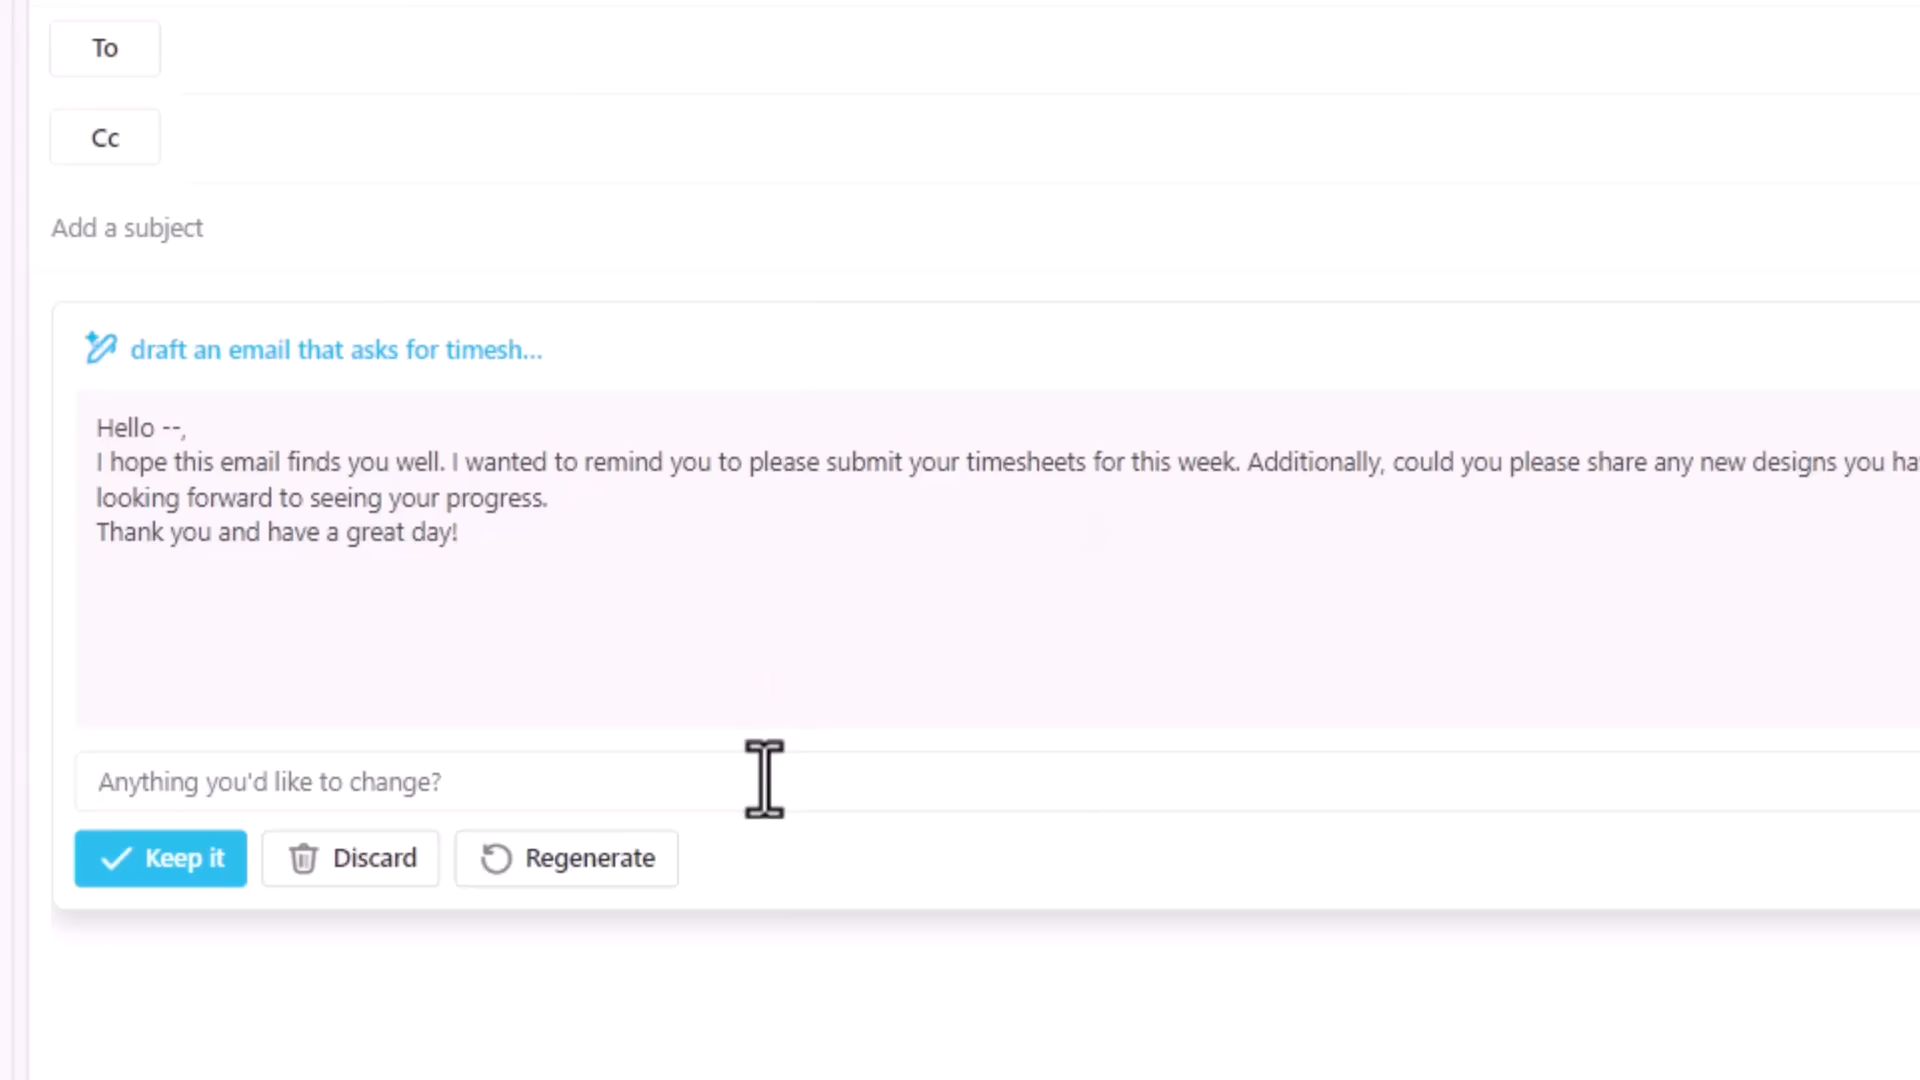 To
Cc
Add a subject
draft an email that asks for timesh...
Hello --,
I hope this email finds you well. I wanted to remind you to please submit your timesheets for this week. Additionally, could you please share any new designs you ha
looking forward to seeing your progress.
Thank you and have a great day!
Anything you'd like to change?
Keep it
Discard
Regenerate